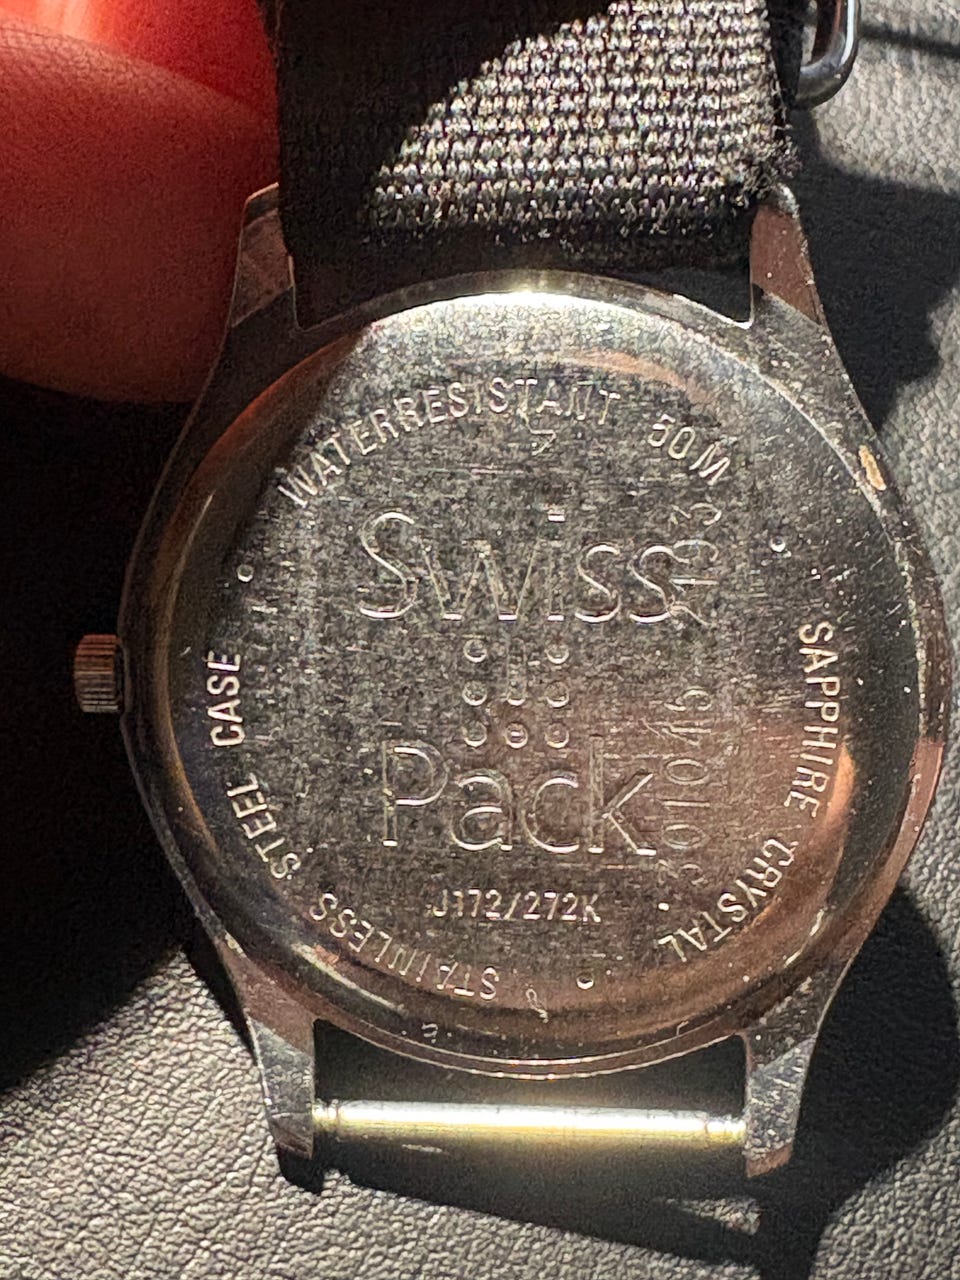 WATERRESISTANT 50M
Swiss
Pack
J172/272K
SAPPHIRE CRYSTAL
STAINLESS STEEL CASE